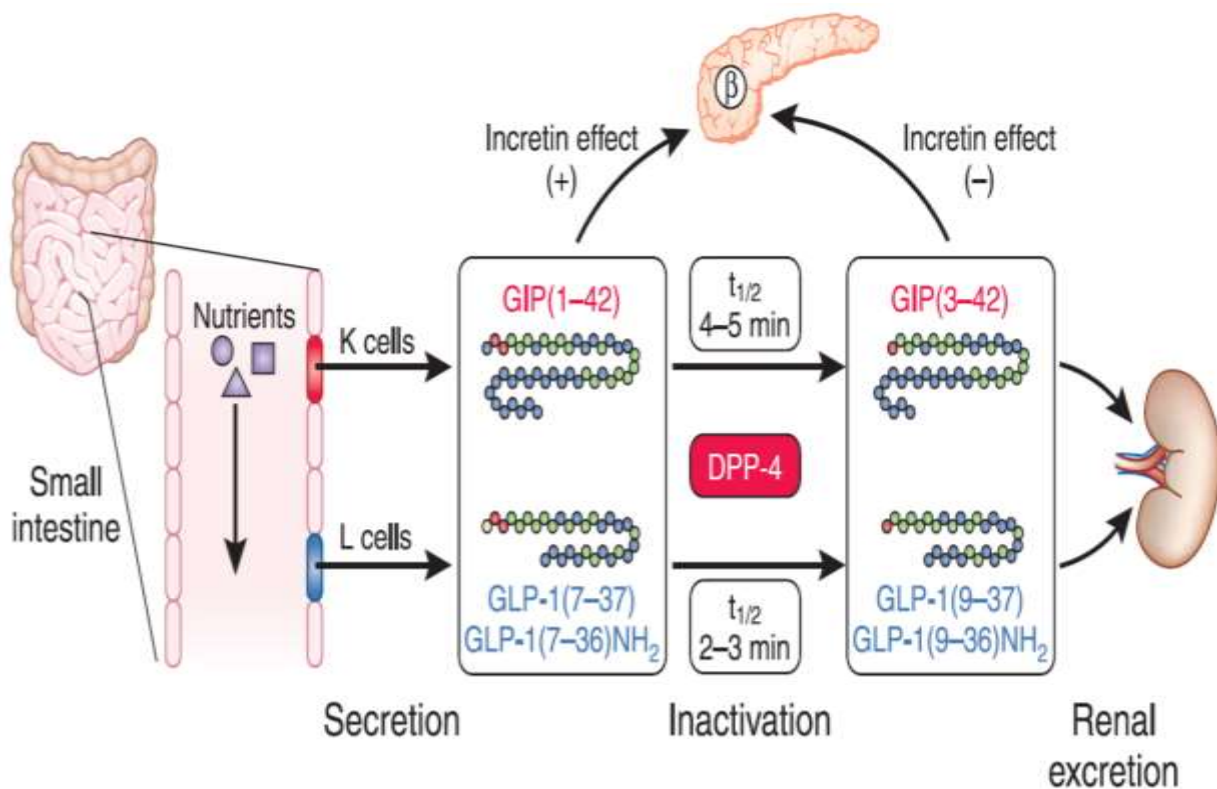 β
Incretin effect
(+)
Incretin effect
(–)
Nutrients
K cells
L cells
Small
intestine
GIP(1–42)
GLP-1(7–37)
GLP-1(7–36)NH₂
t₁/₂
4–5 min
DPP-4
t₁/₂
2–3 min
GIP(3–42)
GLP-1(9–37)
GLP-1(9–36)NH₂
Secretion
Inactivation
Renal
excretion